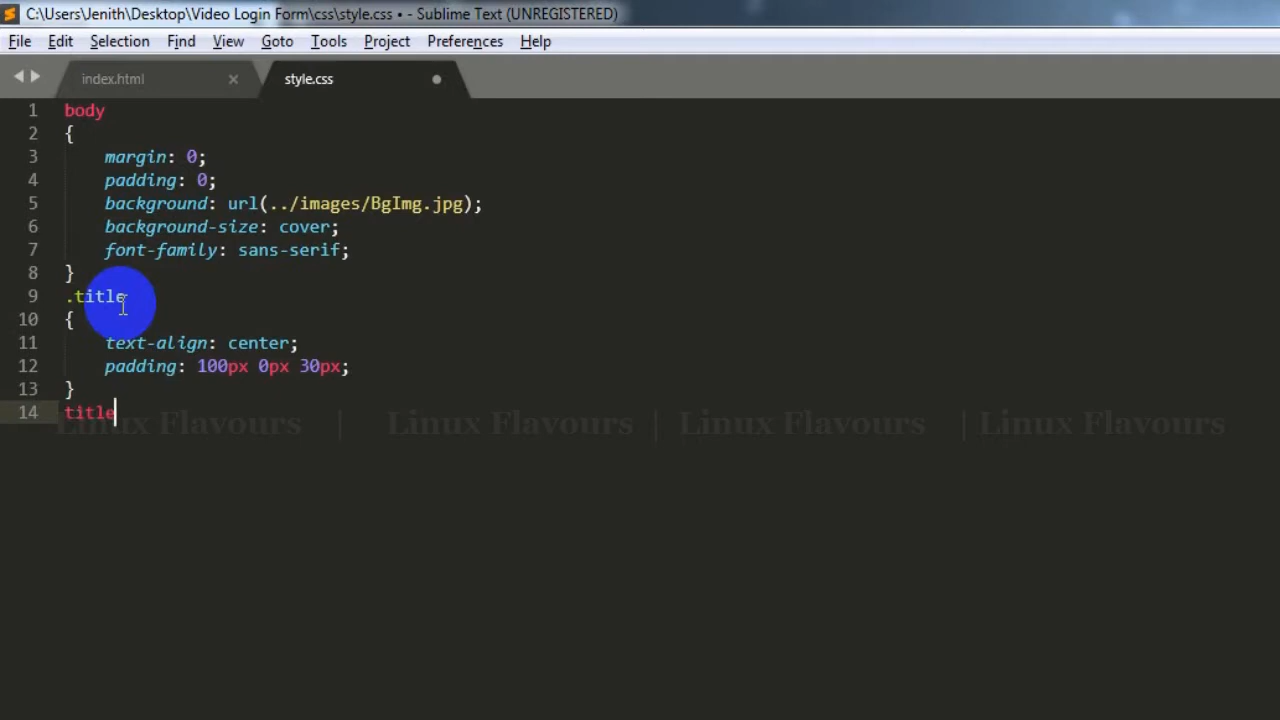 C:\Users\Jenith\Desktop\Video Login Form\css\style.css • - Sublime Text (UNREGISTERED)
File Edit Selection Find View Goto Tools Project Preferences Help
index.html × style.css
1 body
2 {
3 margin: 0;
4 padding: 0;
5 background: url(../images/BgImg.jpg);
6 background-size: cover;
7 font-family: sans-serif;
8 }
9 .title
10 {
11 text-align: center;
12 padding: 100px 0px 30px;
13 }
14 title
Linux Flavours | Linux Flavours | Linux Flavours | Linux Flavours